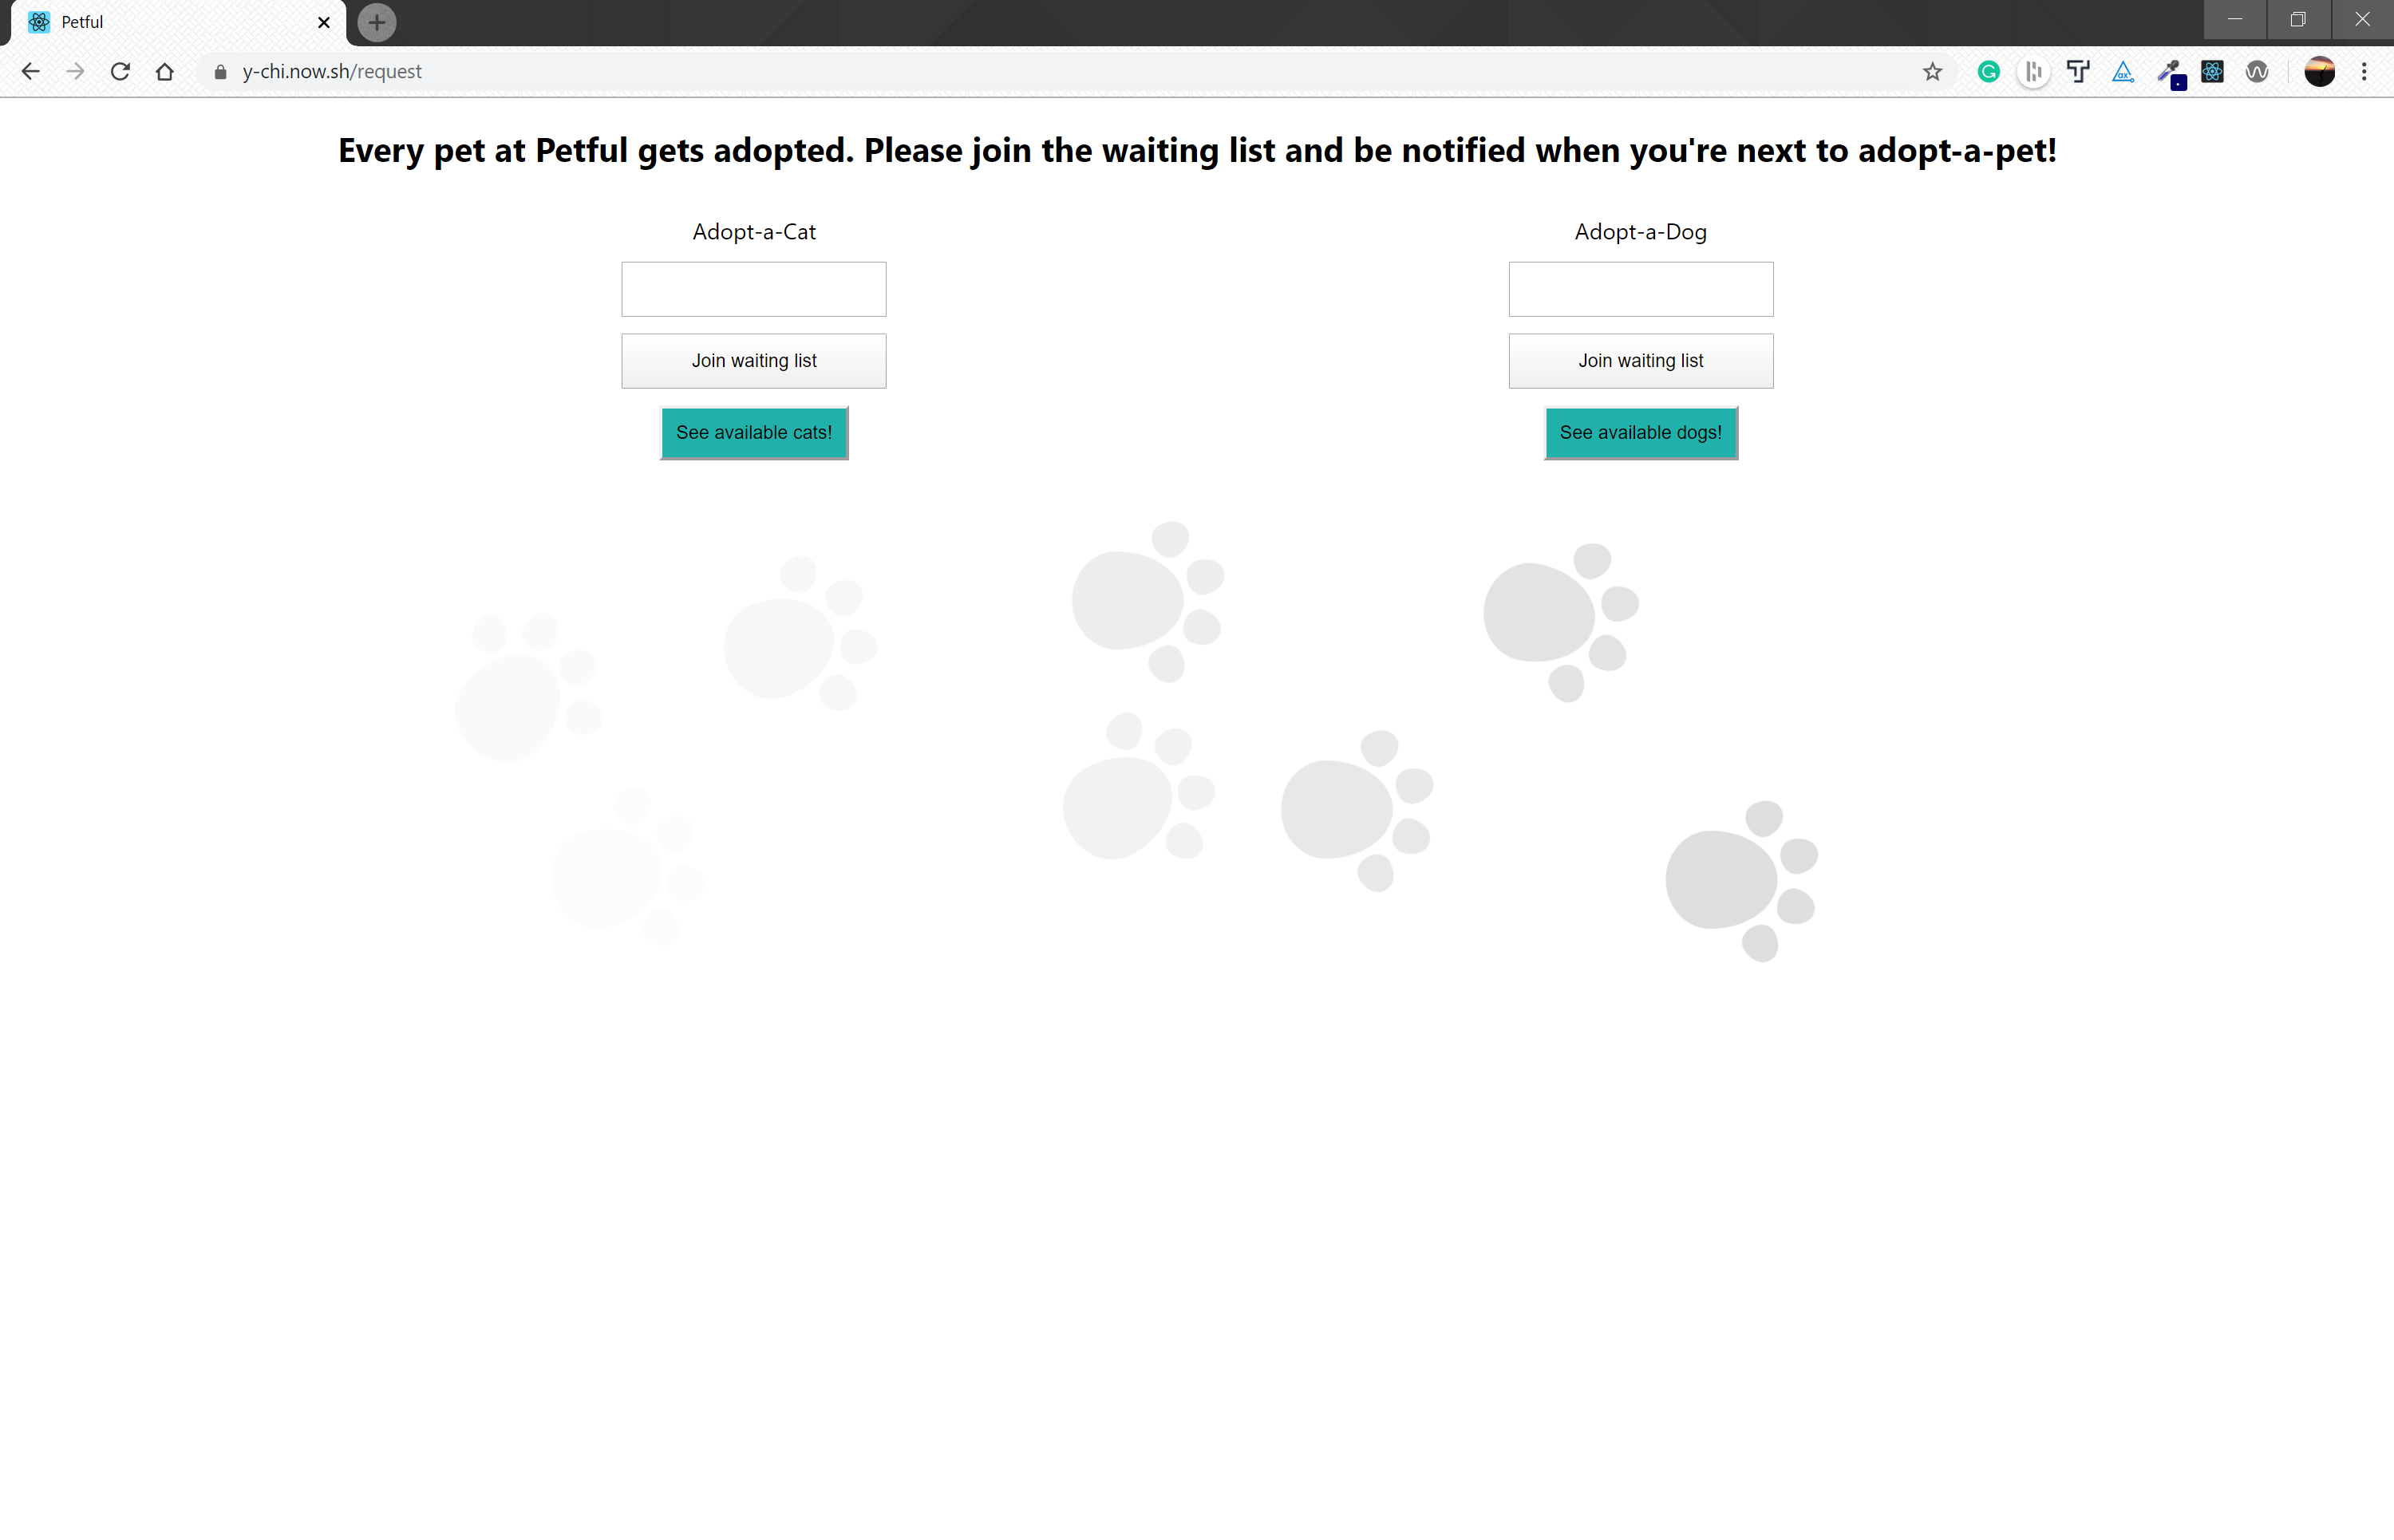 Petful
y-chi.now.sh/request
Every pet at Petful gets adopted. Please join the waiting list and be notified when you're next to adopt-a-pet!
Adopt-a-Cat
Adopt-a-Dog
Join waiting list
Join waiting list
See available cats!
See available dogs!